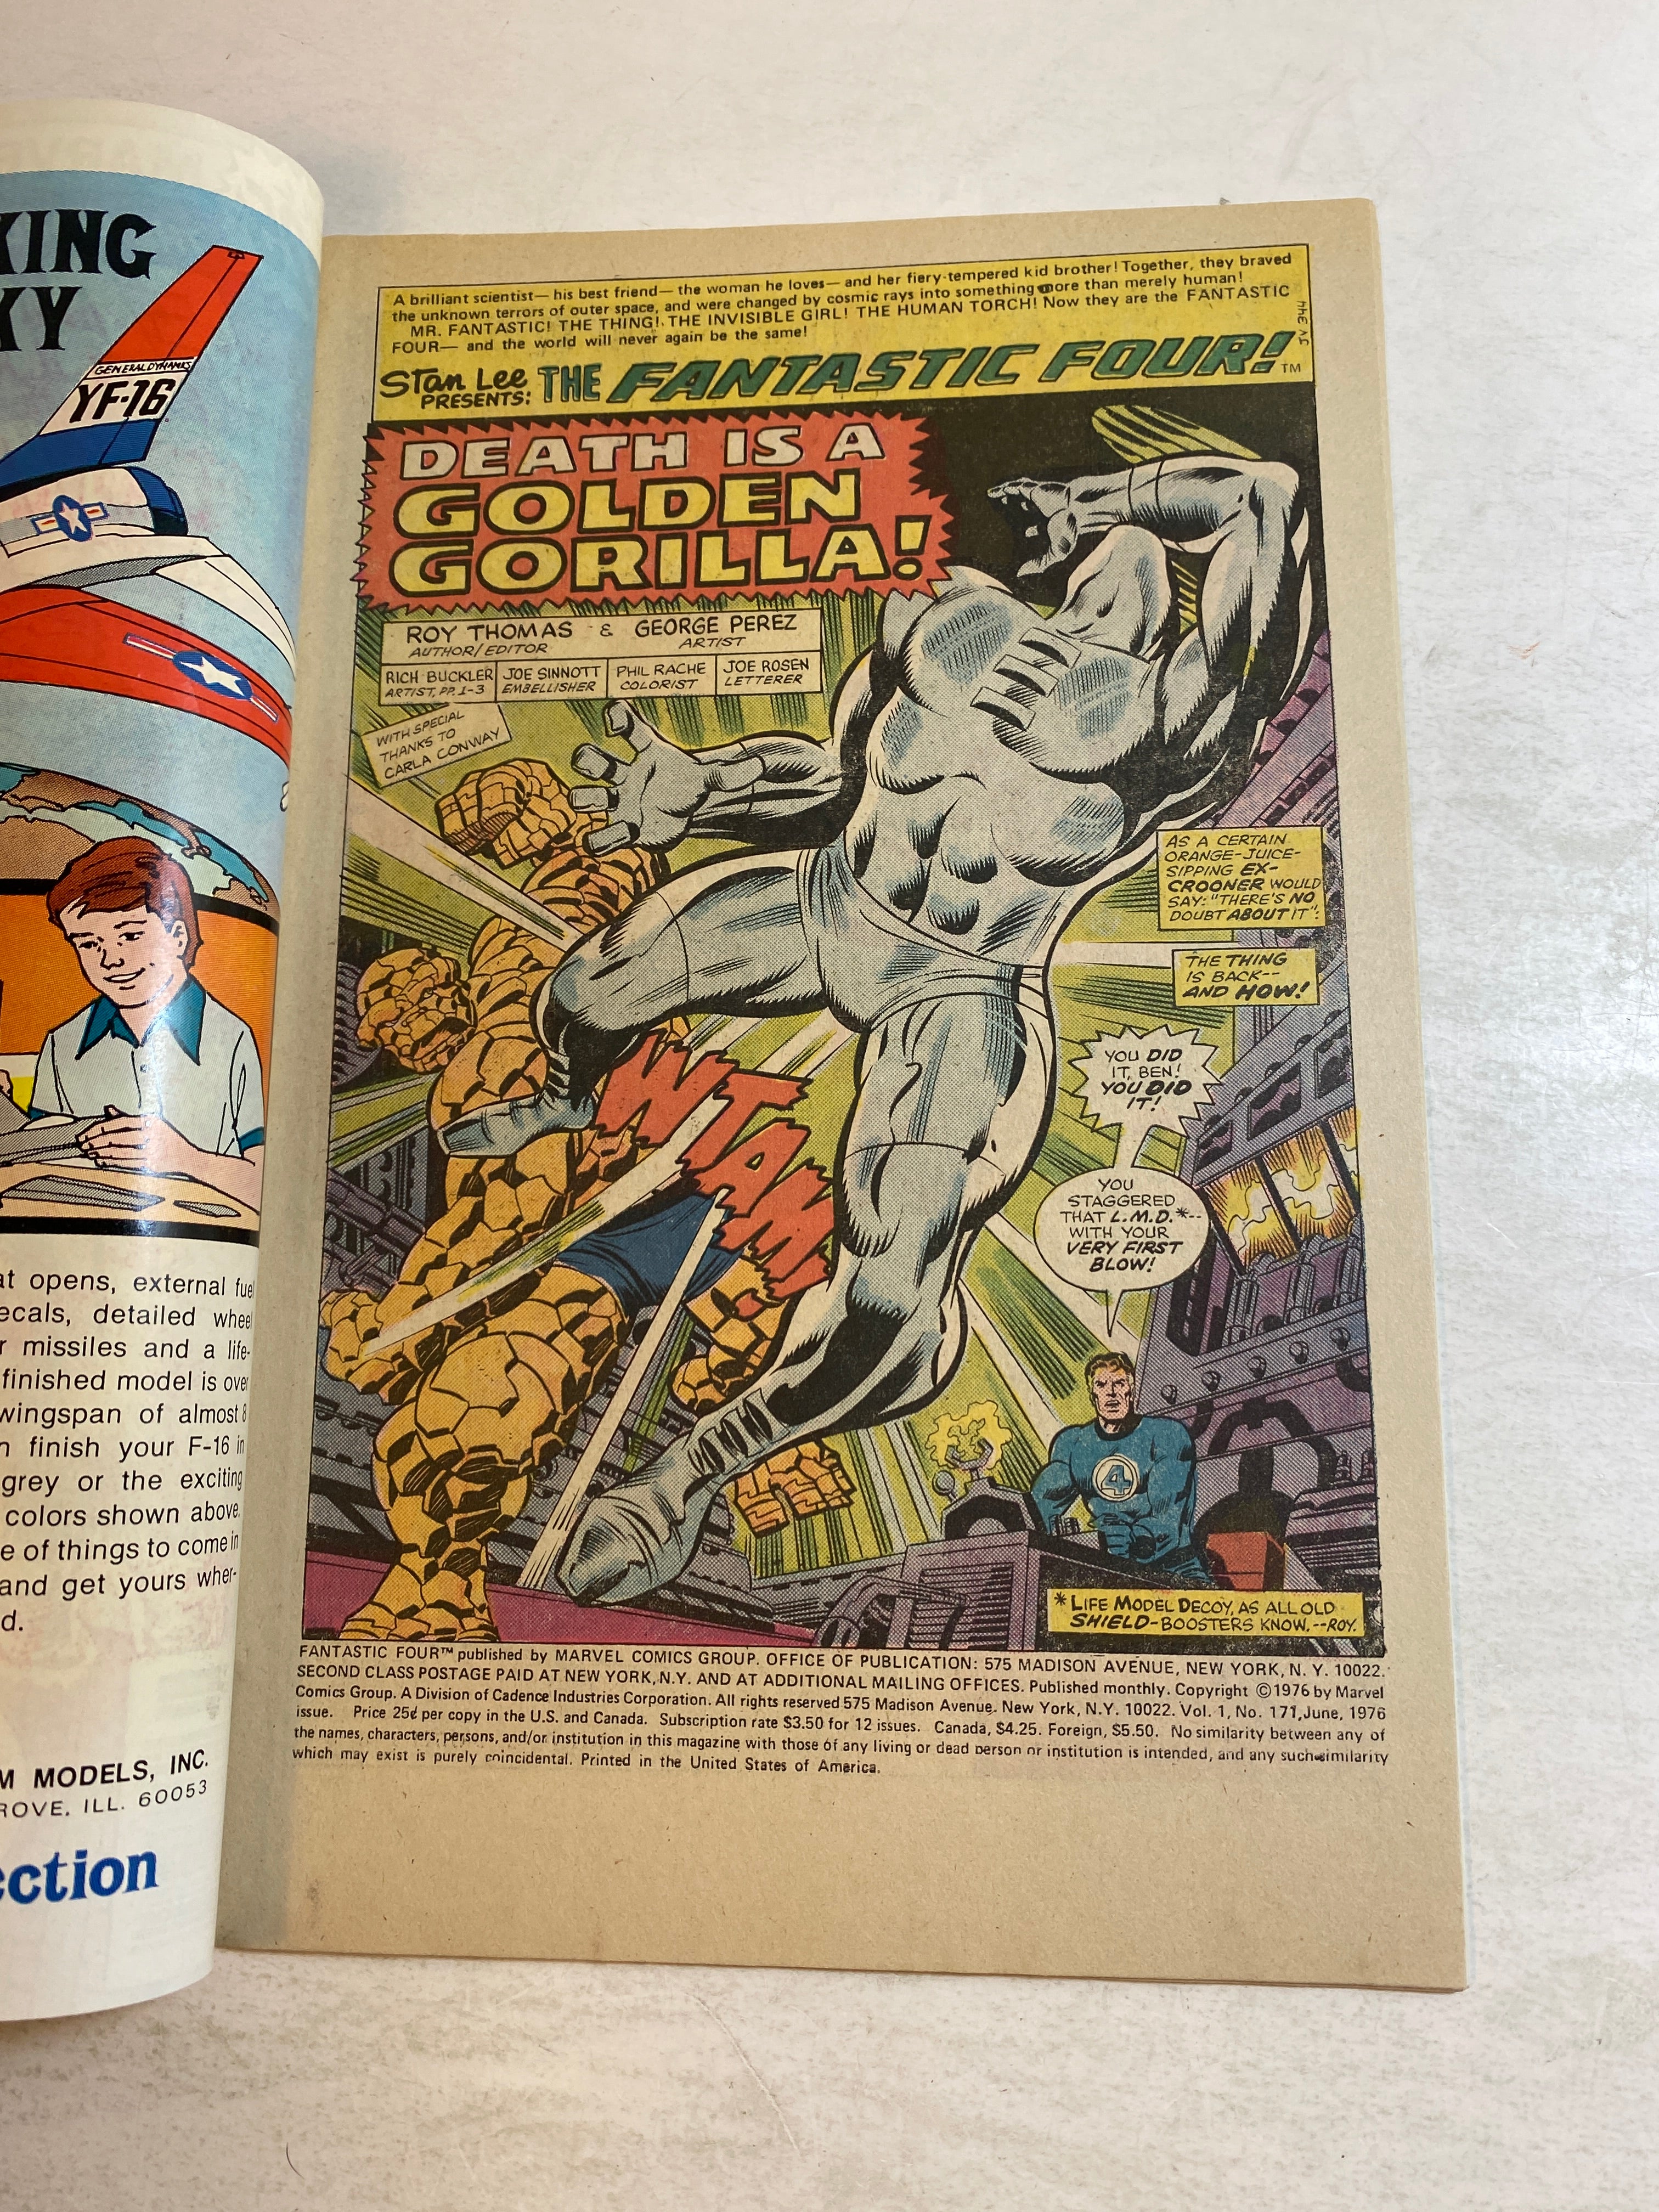 KING
KY
GENERAL DYNAMICS
YF-16
at opens, external fuel
ecals, detailed wheel
r missiles and a life-
finished model is over
wingspan of almost 8
n finish your F-16 in
grey or the exciting
colors shown above.
e of things to come in
and get yours wher-
d.
M MODELS, INC.
ROVE, ILL. 60053
ection
A brilliant scientist— his best friend— the woman he loves— and her fiery-tempered kid brother! Together, they braved
the unknown terrors of outer space, and were changed by cosmic rays into something more than merely human!
MR. FANTASTIC! THE THING! THE INVISIBLE GIRL! THE HUMAN TORCH! Now they are the FANTASTIC
FOUR— and the world will never again be the same!
Stan Lee
PRESENTS: THE FANTASTIC FOUR!™
DEATH IS A
GOLDEN
GORILLA!
ROY THOMAS & GEORGE PEREZ
AUTHOR/EDITOR ARTIST
RICH BUCKLER JOE SINNOTT PHIL RACHE JOE ROSEN
ARTIST, PP. 1-3 EMBELLISHER COLORIST LETTERER
WITH SPECIAL
THANKS TO
CARLA CONWAY
AS A CERTAIN
ORANGE-JUICE-
SIPPING EX-
CROONER WOULD
SAY: "THERE'S NO
DOUBT ABOUT IT":
THE THING
IS BACK--
AND HOW!
YOU DID
IT, BEN!
YOU DID
IT!
WTAM!
YOU
STAGGERED
THAT L.M.D.*--
WITH YOUR
VERY FIRST
BLOW!
4
*LIFE MODEL DECOY, AS ALL OLD
SHIELD-BOOSTERS KNOW.--ROY.
FANTASTIC FOUR™ published by MARVEL COMICS GROUP. OFFICE OF PUBLICATION: 575 MADISON AVENUE, NEW YORK, N. Y. 10022.
SECOND CLASS POSTAGE PAID AT NEW YORK, N.Y. AND AT ADDITIONAL MAILING OFFICES. Published monthly. Copyright ©1976 by Marvel
Comics Group. A Division of Cadence Industries Corporation. All rights reserved 575 Madison Avenue. New York, N.Y. 10022. Vol. 1, No. 171, June, 1976
issue. Price 25¢ per copy in the U.S. and Canada. Subscription rate $3.50 for 12 issues. Canada, $4.25. Foreign, $5.50. No similarity between any of
the names, characters, persons, and/or institution in this magazine with those of any living or dead person or institution is intended, and any such similarity
which may exist is purely coincidental. Printed in the United States of America.